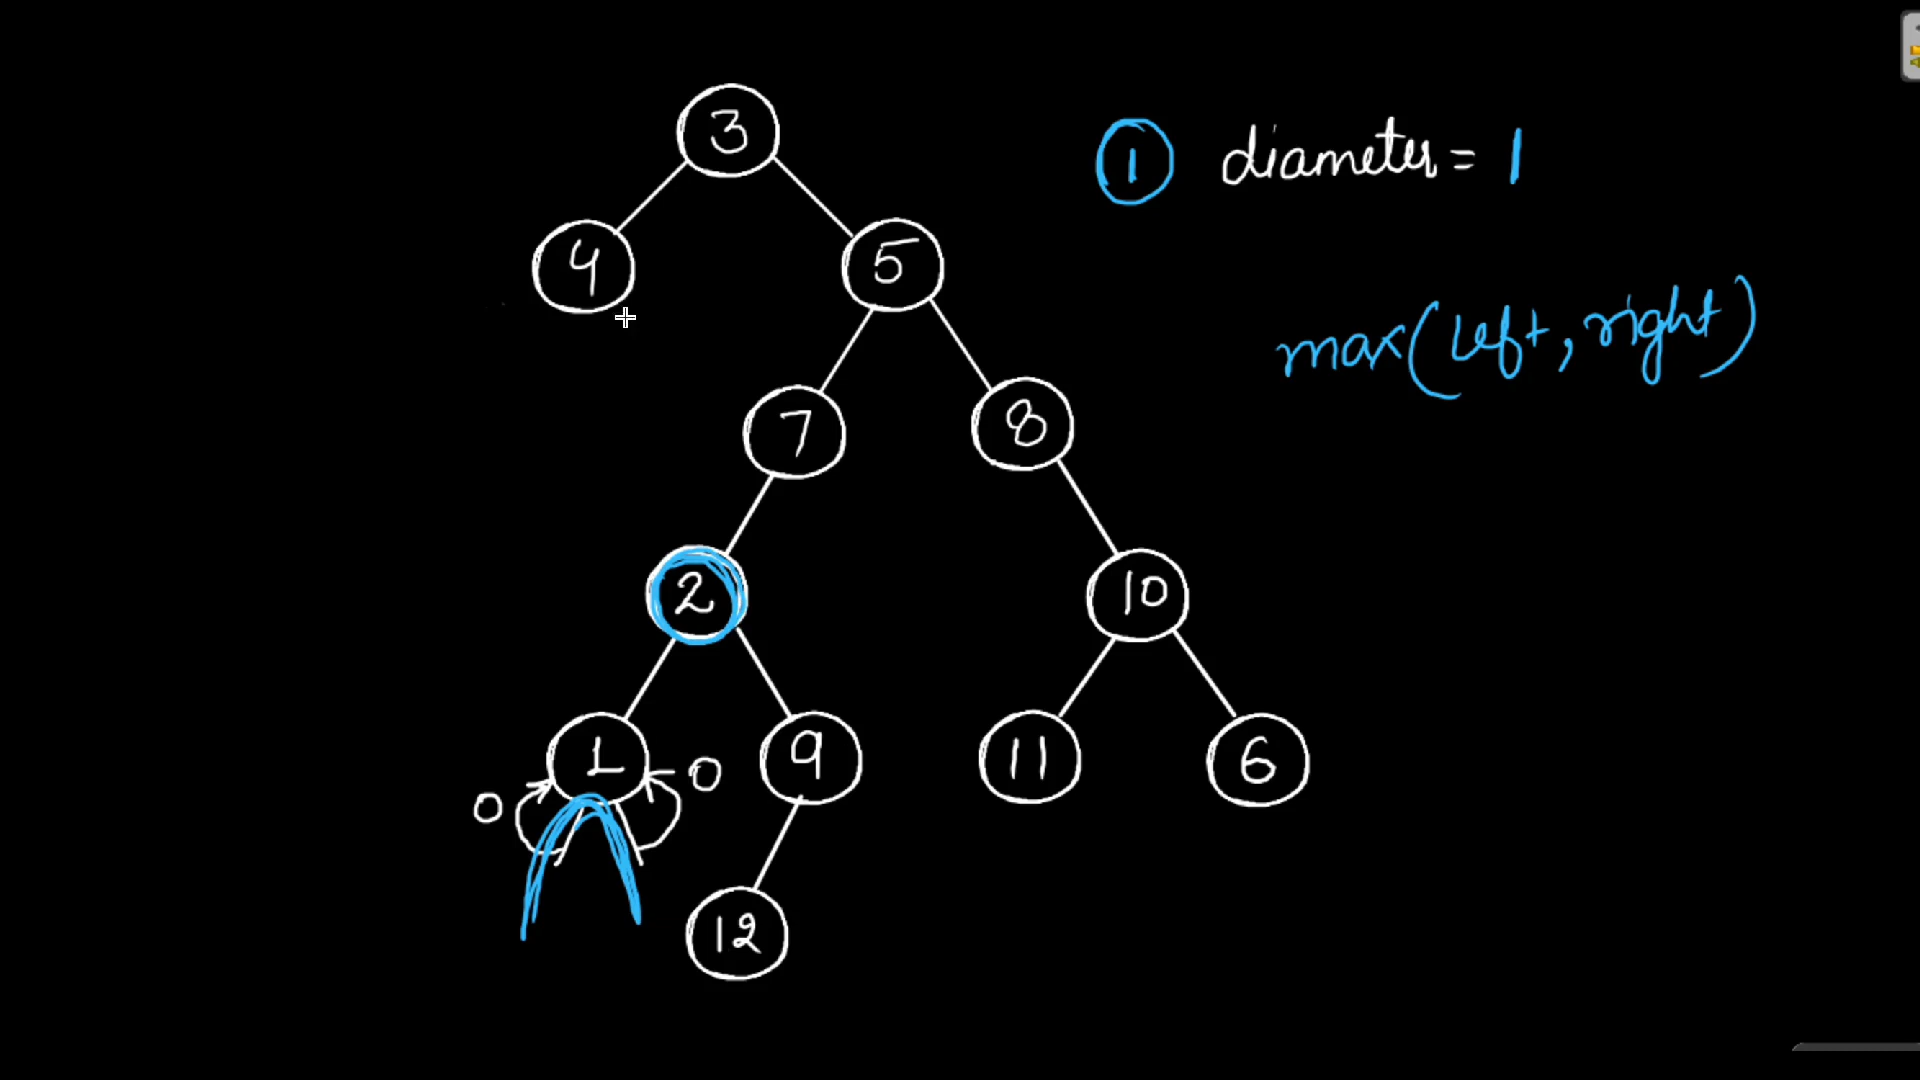 3
1 diameter = 1
4 5
max(left, right)
7 8
2 10
1 9 11 6
0 0
12